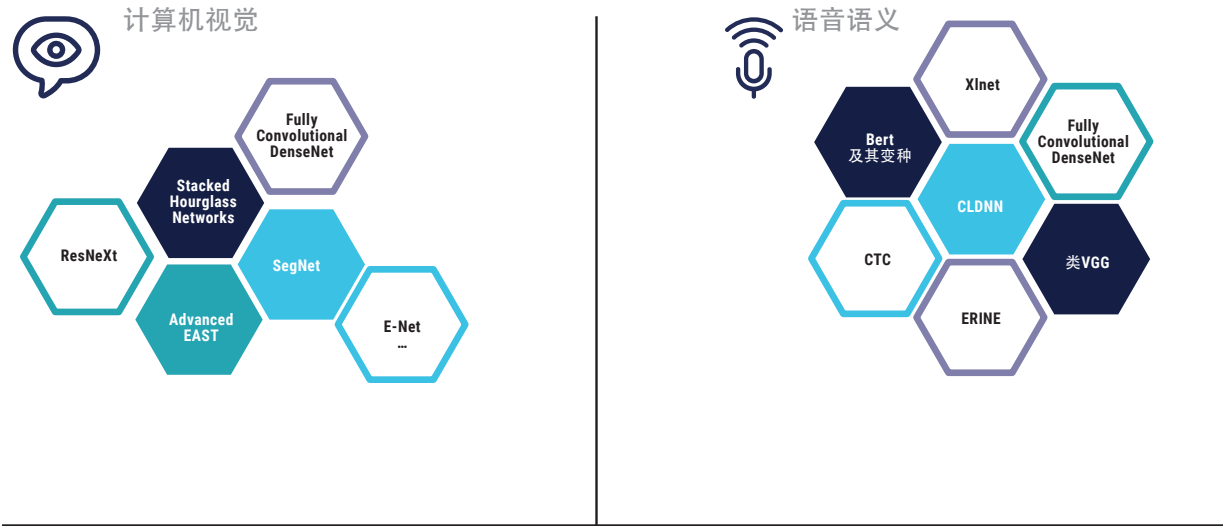 计算机视觉
Fully
Convolutional
DenseNet
Stacked
Hourglass
Networks
ResNeXt
SegNet
Advanced
EAST
E-Net
...
语音语义
Xlnet
Bert
及其变种
Fully
Convolutional
DenseNet
CLDNN
CTC
类VGG
ERINE